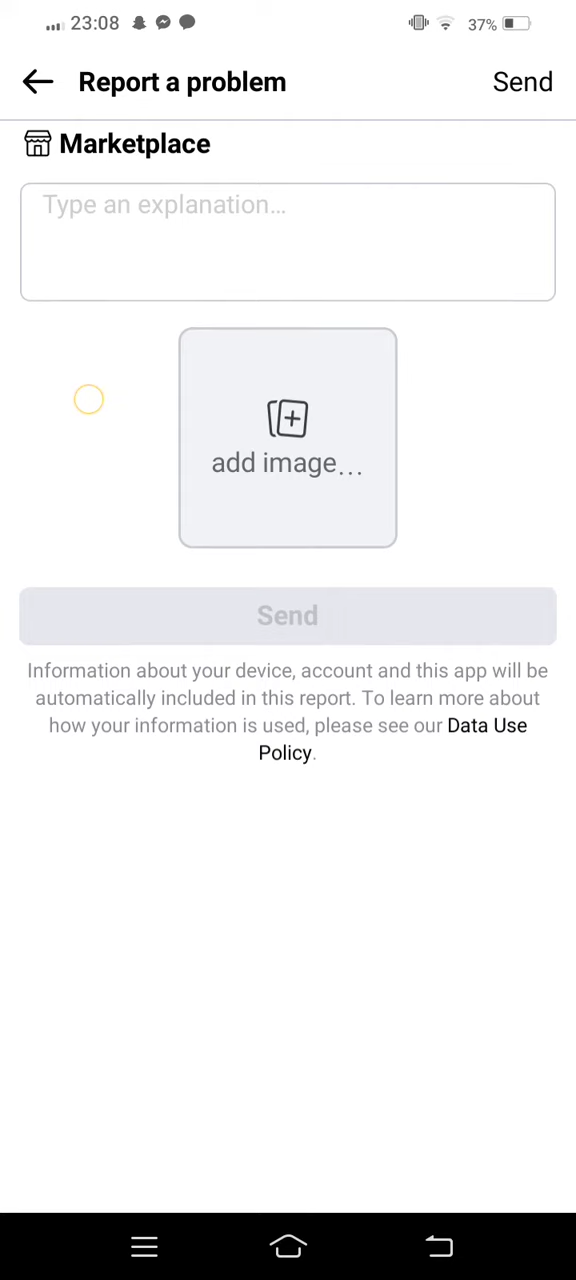 23:08
37%
Report a problem
Send
Marketplace
Type an explanation...
add image...
Send
Information about your device, account and this app will be
automatically included in this report. To learn more about
how your information is used, please see our Data Use
Policy.